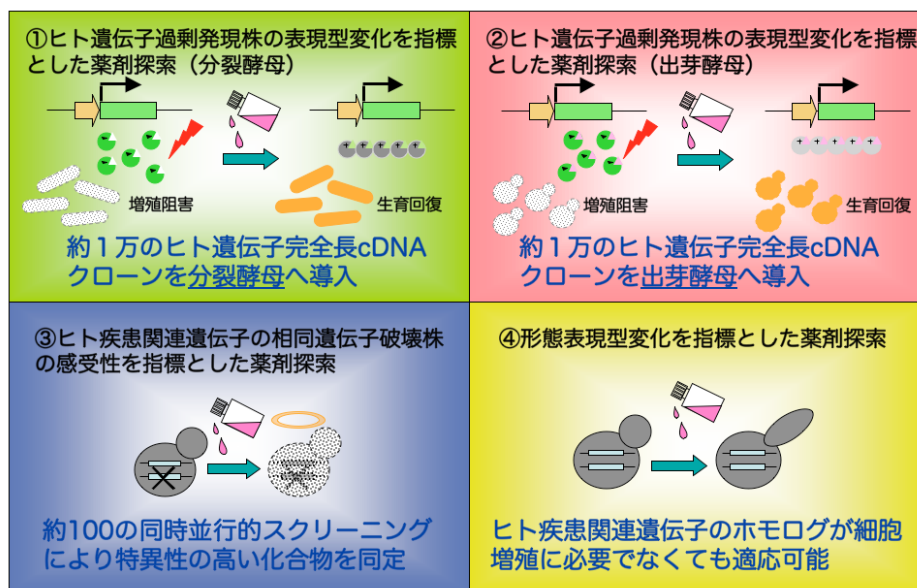 ①ヒト遺伝子過剰発現株の表現型変化を指標
とした薬剤探索（分裂酵母）
増殖阻害
生育回復
約１万のヒト遺伝子完全長cDNA
クローンを分裂酵母へ導入
②ヒト遺伝子過剰発現株の表現型変化を指標
とした薬剤探索（出芽酵母）
増殖阻害
生育回復
約１万のヒト遺伝子完全長cDNA
クローンを出芽酵母へ導入
③ヒト疾患関連遺伝子の相同遺伝子破壊株
の感受性を指標とした薬剤探索
約100の同時並行的スクリーニング
により特異性の高い化合物を同定
④形態表現型変化を指標とした薬剤探索
ヒト疾患関連遺伝子のホモログが細胞
増殖に必要でなくても適応可能